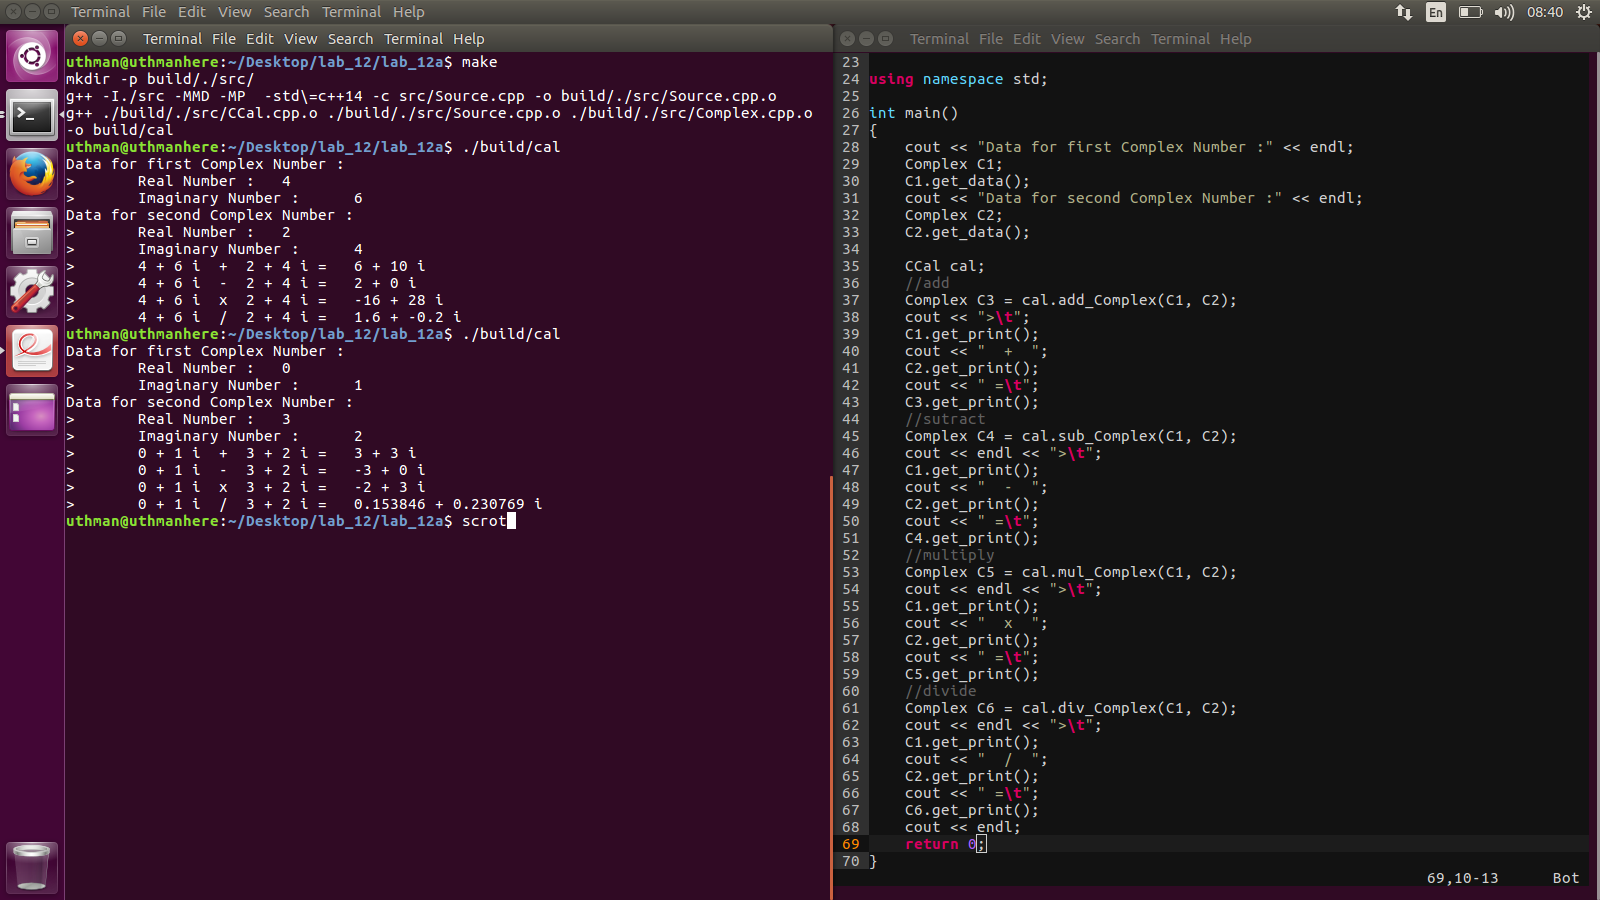 Terminal File Edit View Search Terminal Help En 08:40
Terminal File Edit View Search Terminal Help
uthman@uthmanhere:~/Desktop/lab_12/lab_12a$ make
mkdir -p build/./src/
g++ -I./src -MMD -MP  -std\=c++14 -c src/Source.cpp -o build/./src/Source.cpp.o
g++ ./build/./src/CCal.cpp.o ./build/./src/Source.cpp.o ./build/./src/Complex.cpp.o
-o build/cal
uthman@uthmanhere:~/Desktop/lab_12/lab_12a$ ./build/cal
Data for first Complex Number :
>       Real Number :   4
>       Imaginary Number :      6
Data for second Complex Number :
>       Real Number :   2
>       Imaginary Number :      4
>       4 + 6 i  +  2 + 4 i =   6 + 10 i
>       4 + 6 i  -  2 + 4 i =   2 + 0 i
>       4 + 6 i  x  2 + 4 i =   -16 + 28 i
>       4 + 6 i  /  2 + 4 i =   1.6 + -0.2 i
uthman@uthmanhere:~/Desktop/lab_12/lab_12a$ ./build/cal
Data for first Complex Number :
>       Real Number :   0
>       Imaginary Number :      1
Data for second Complex Number :
>       Real Number :   3
>       Imaginary Number :      2
>       0 + 1 i  +  3 + 2 i =   3 + 3 i
>       0 + 1 i  -  3 + 2 i =   -3 + 0 i
>       0 + 1 i  x  3 + 2 i =   -2 + 3 i
>       0 + 1 i  /  3 + 2 i =   0.153846 + 0.230769 i
uthman@uthmanhere:~/Desktop/lab_12/lab_12a$ scrot
Terminal File Edit View Search Terminal Help
23
24 using namespace std;
25
26 int main()
27 {
28     cout << "Data for first Complex Number :" << endl;
29     Complex C1;
30     C1.get_data();
31     cout << "Data for second Complex Number :" << endl;
32     Complex C2;
33     C2.get_data();
34
35     CCal cal;
36     //add
37     Complex C3 = cal.add_Complex(C1, C2);
38     cout << ">\t";
39     C1.get_print();
40     cout << "  +  ";
41     C2.get_print();
42     cout << " =\t";
43     C3.get_print();
44     //sutract
45     Complex C4 = cal.sub_Complex(C1, C2);
46     cout << endl << ">\t";
47     C1.get_print();
48     cout << "  -  ";
49     C2.get_print();
50     cout << " =\t";
51     C4.get_print();
52     //multiply
53     Complex C5 = cal.mul_Complex(C1, C2);
54     cout << endl << ">\t";
55     C1.get_print();
56     cout << "  x  ";
57     C2.get_print();
58     cout << " =\t";
59     C5.get_print();
60     //divide
61     Complex C6 = cal.div_Complex(C1, C2);
62     cout << endl << ">\t";
63     C1.get_print();
64     cout << "  /  ";
65     C2.get_print();
66     cout << " =\t";
67     C6.get_print();
68     cout << endl;
69     return 0;
70 }
69,10-13      Bot